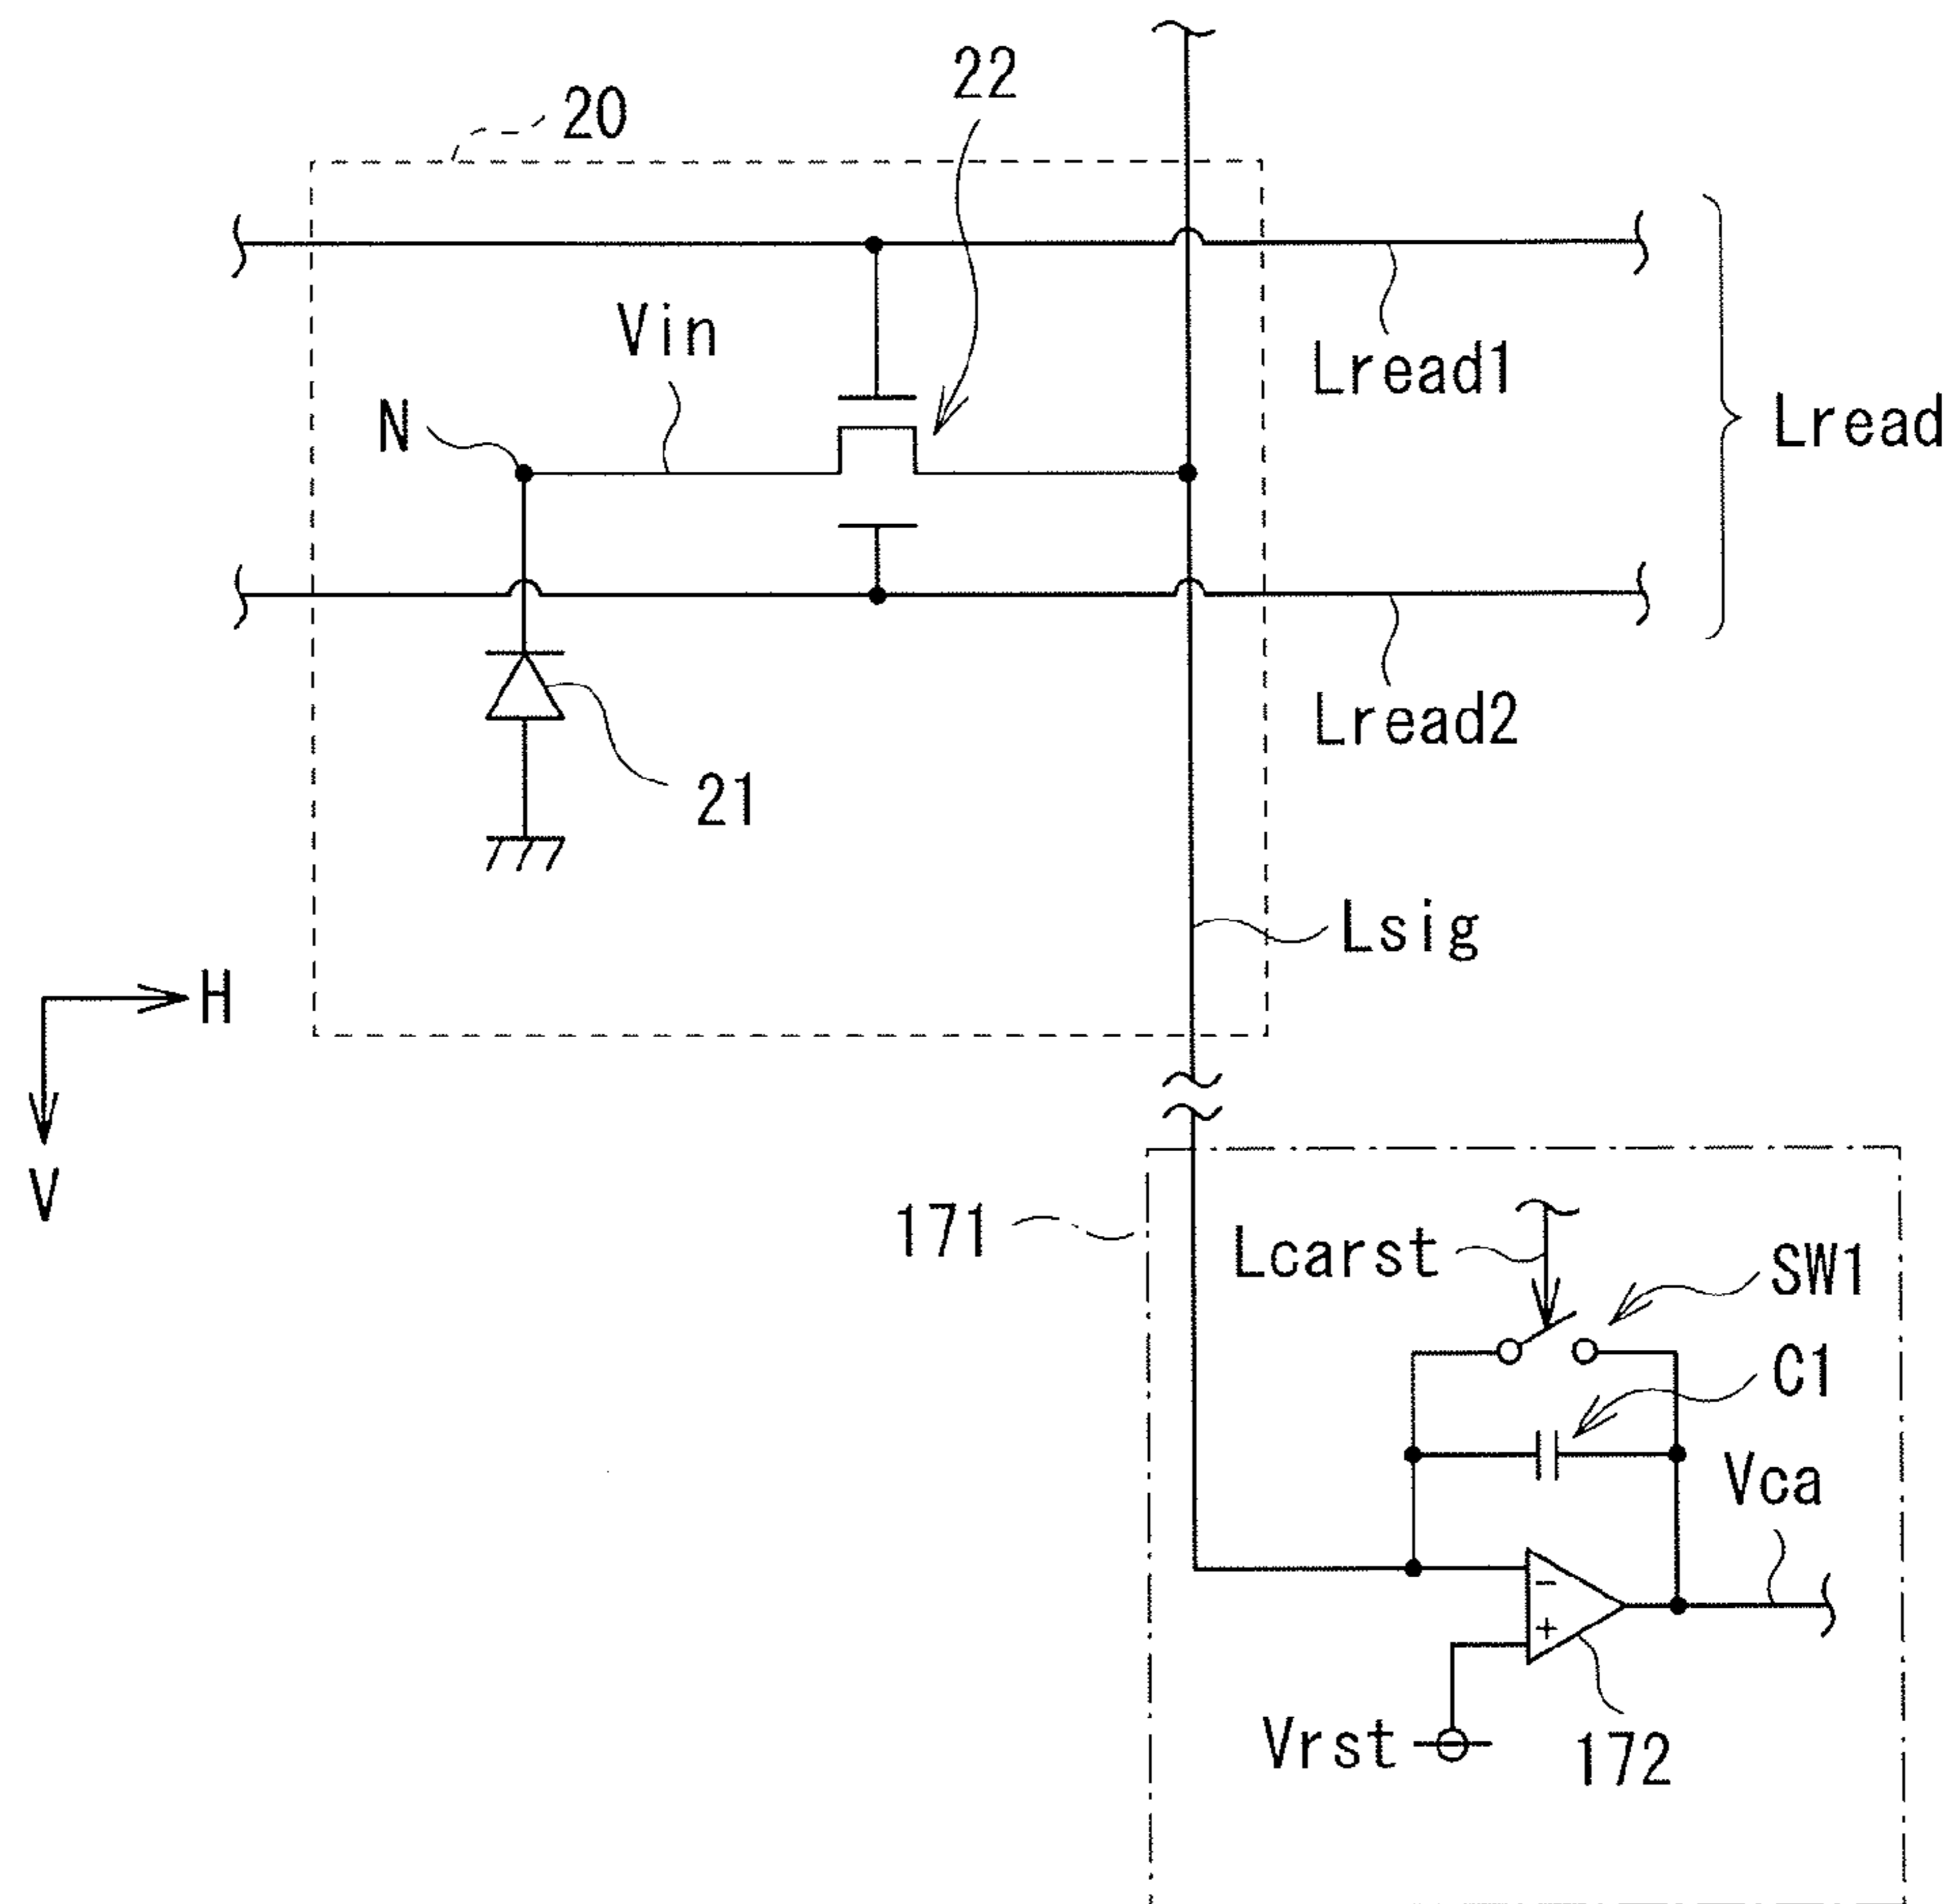 22
20
Vin
Lread1
N
Lread
Lread2
21
Lsig
H
V
171
Lcarst
SW1
C1
Vca
−
+
Vrst
172